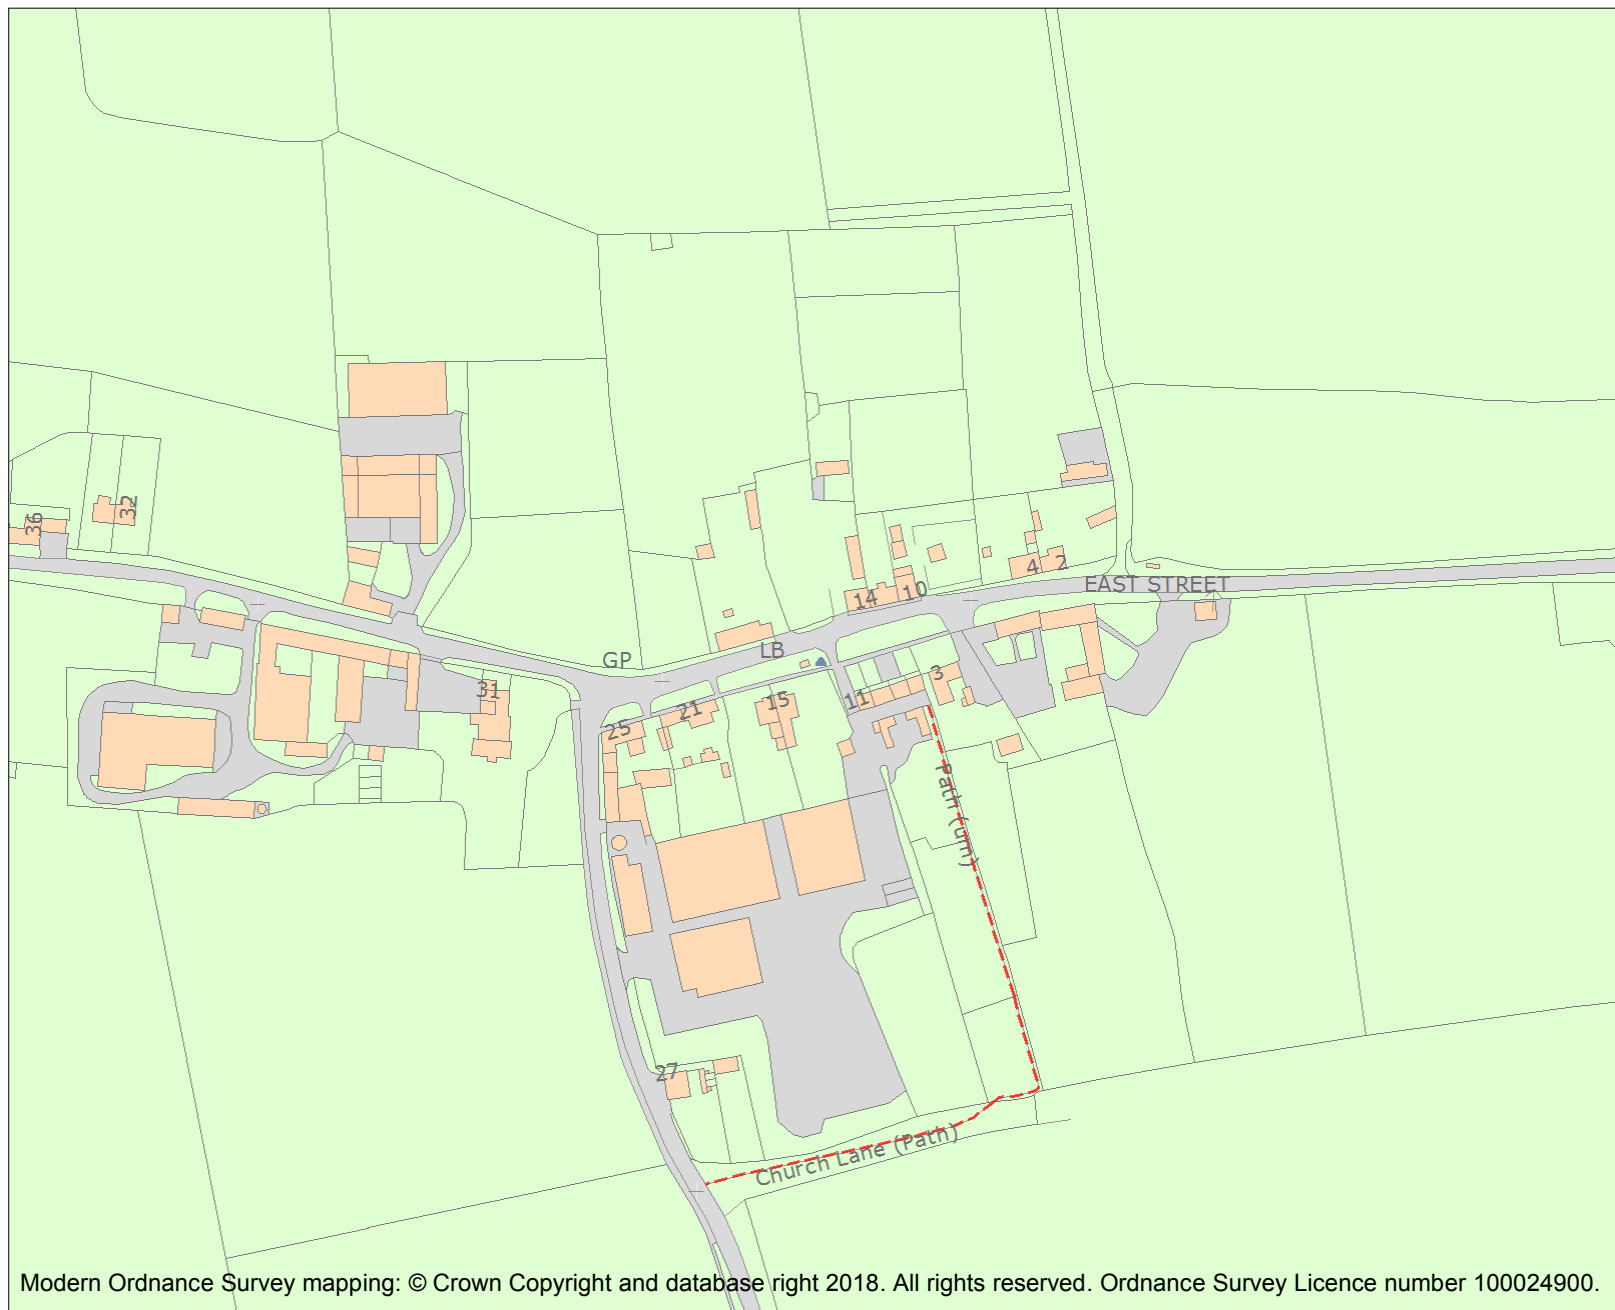 32
36
4
2
EAST STREET
14
10
LB
GP
3
31
15
11
21
25
Path (um)
27
Church Lane (Path)
Modern Ordnance Survey mapping: © Crown Copyright and database right 2018. All rights reserved. Ordnance Survey Licence number 100024900.